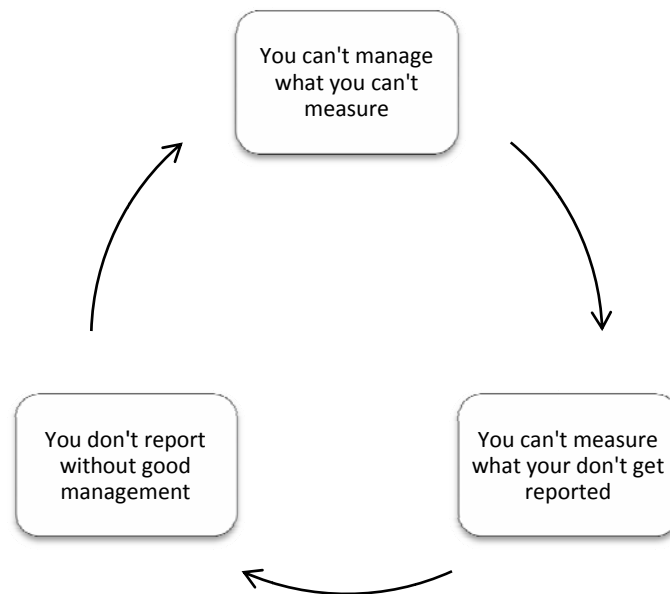 You can't manage
what you can't
measure
You can't measure
what your don't get
reported
You don't report
without good
management